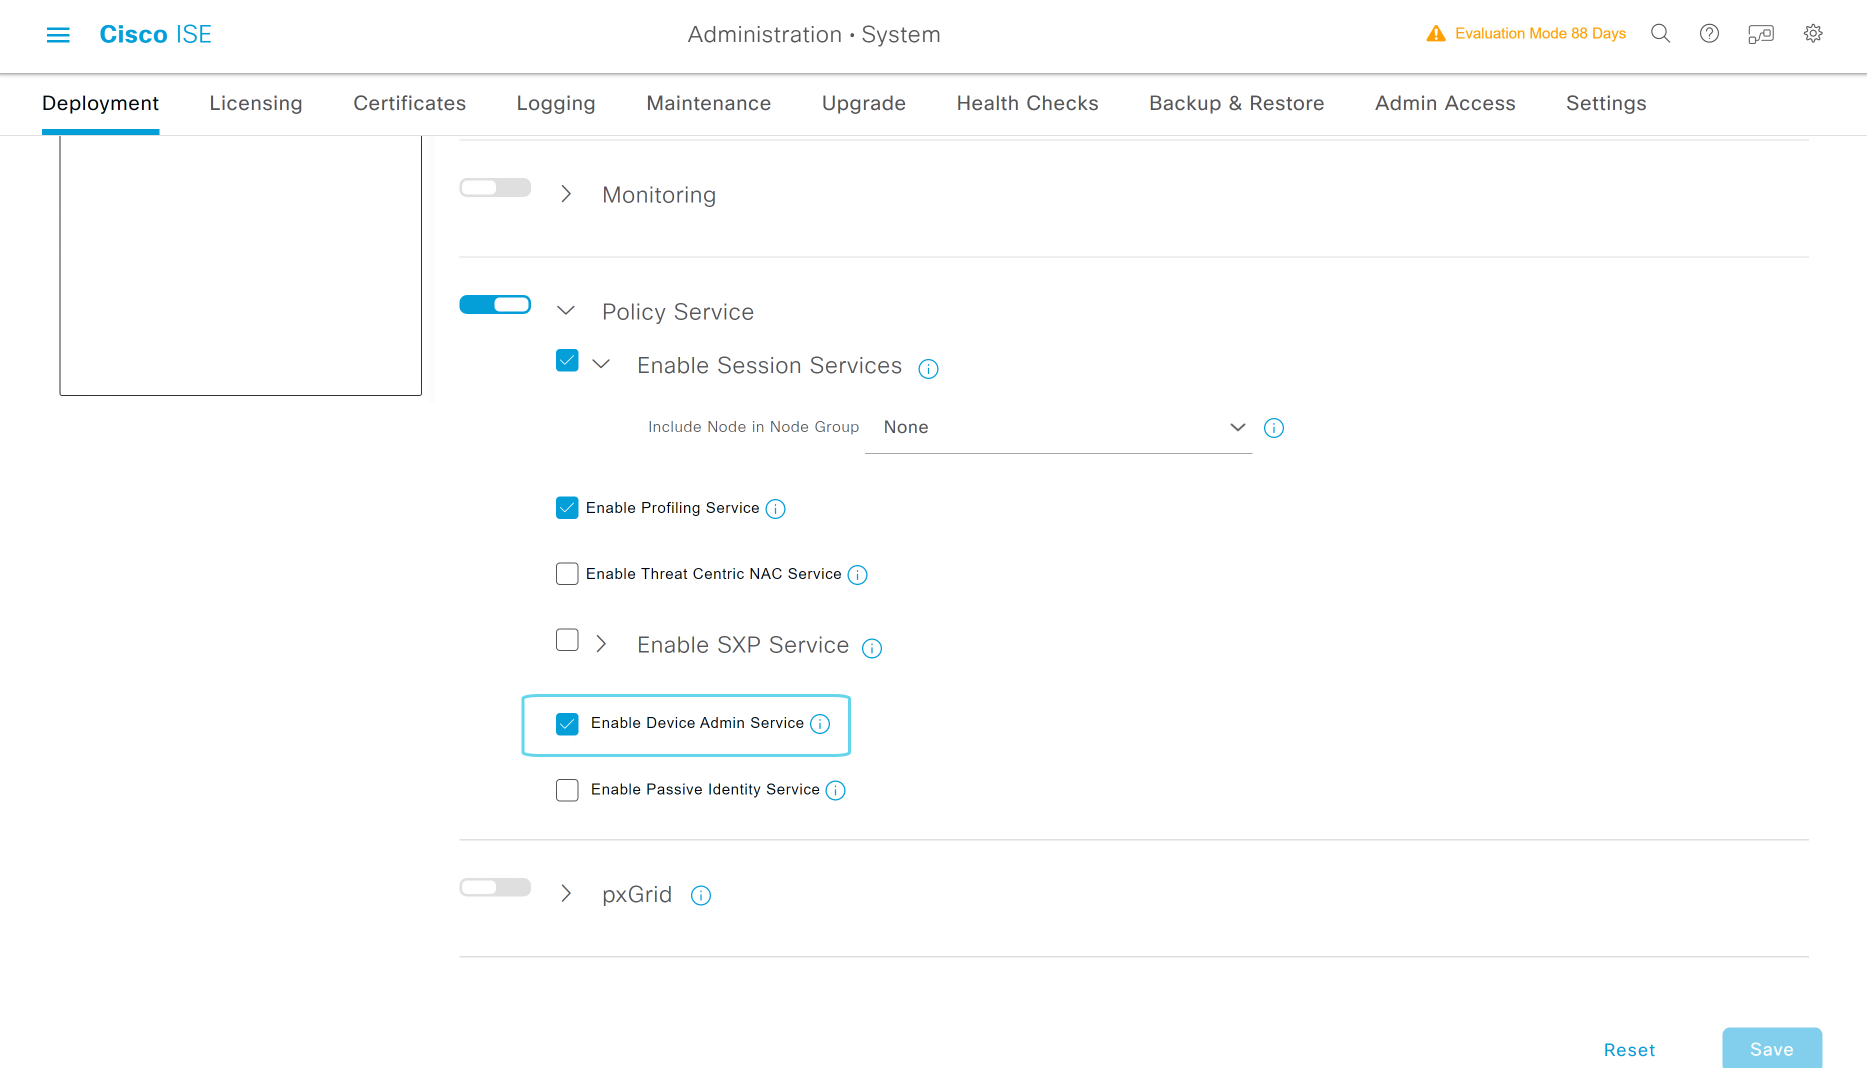 Cisco ISE
Administration • System
Evaluation Mode 88 Days
Deployment
Licensing
Certificates
Logging
Maintenance
Upgrade
Health Checks
Backup & Restore
Admin Access
Settings
Monitoring
Policy Service
Enable Session Services
Include Node in Node Group
None
Enable Profiling Service
Enable Threat Centric NAC Service
Enable SXP Service
Enable Device Admin Service
Enable Passive Identity Service
pxGrid
Reset
Save